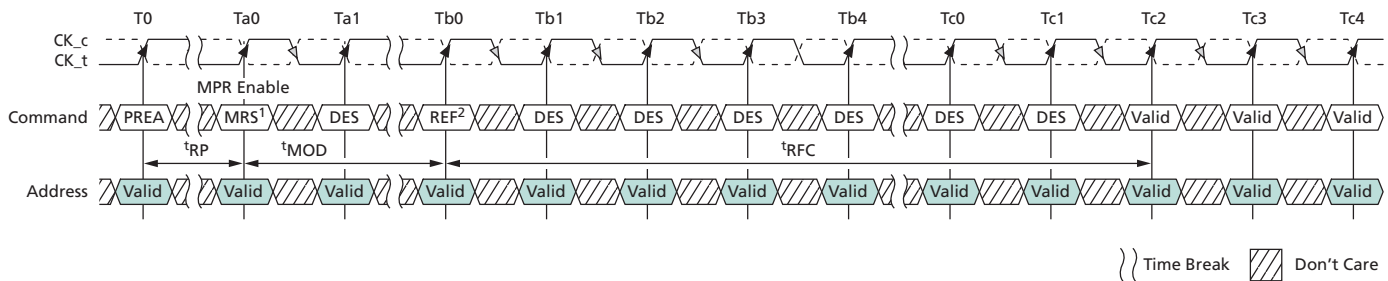 T0 Ta0 Ta1 Tb0 Tb1 Tb2 Tb3 Tb4 Tc0 Tc1 Tc2 Tc3 Tc4
CK_c
CK_t
MPR Enable
Command PREA MRS¹ DES REF² DES DES DES DES DES DES Valid Valid Valid
tRP tMOD tRFC
Address Valid Valid Valid Valid Valid Valid Valid Valid Valid Valid Valid Valid Valid
Time Break Don't Care